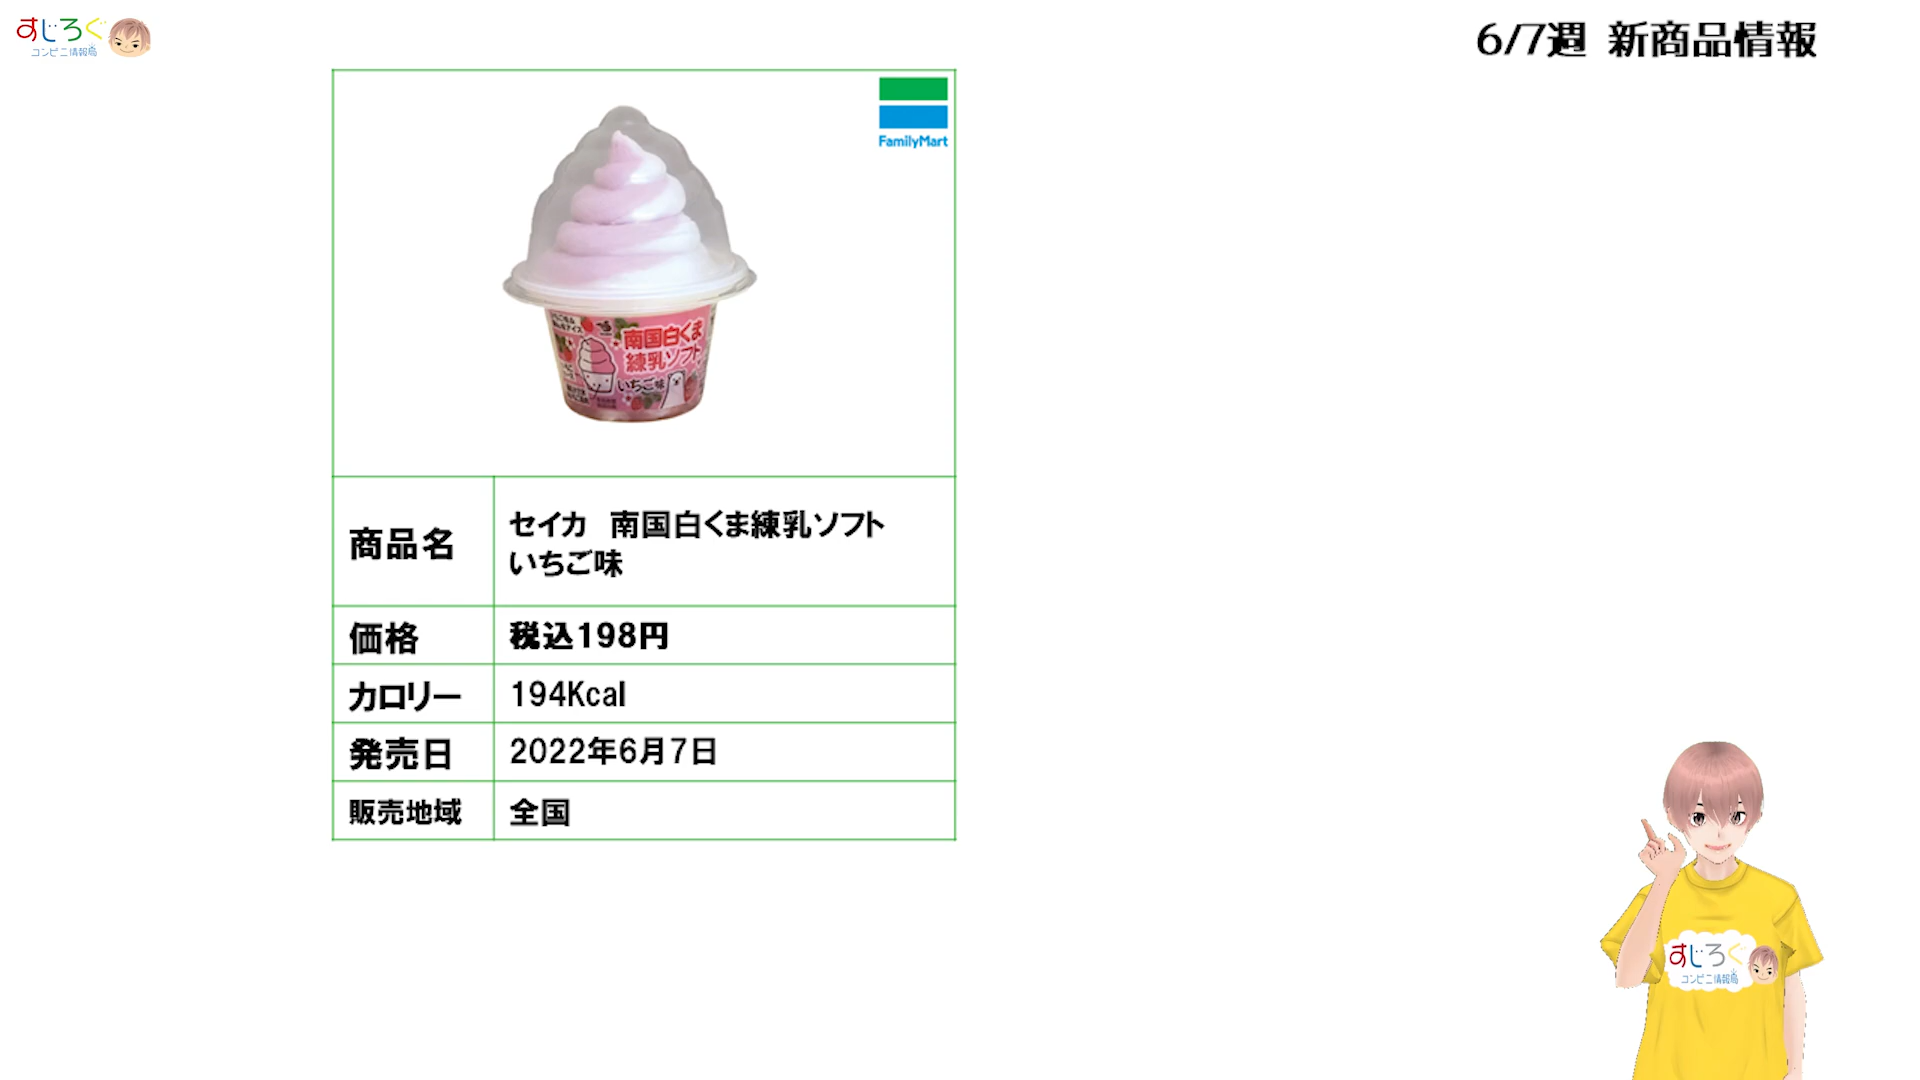 すじろぐ
コンビニ情報局
6/7週 新商品情報
FamilyMart
南国白くま
練乳ソフト
いちご味
商品名
セイカ 南国白くま練乳ソフト
いちご味
価格
税込198円
カロリー
194Kcal
発売日
2022年6月7日
販売地域
全国
すじろぐ
コンビニ情報局